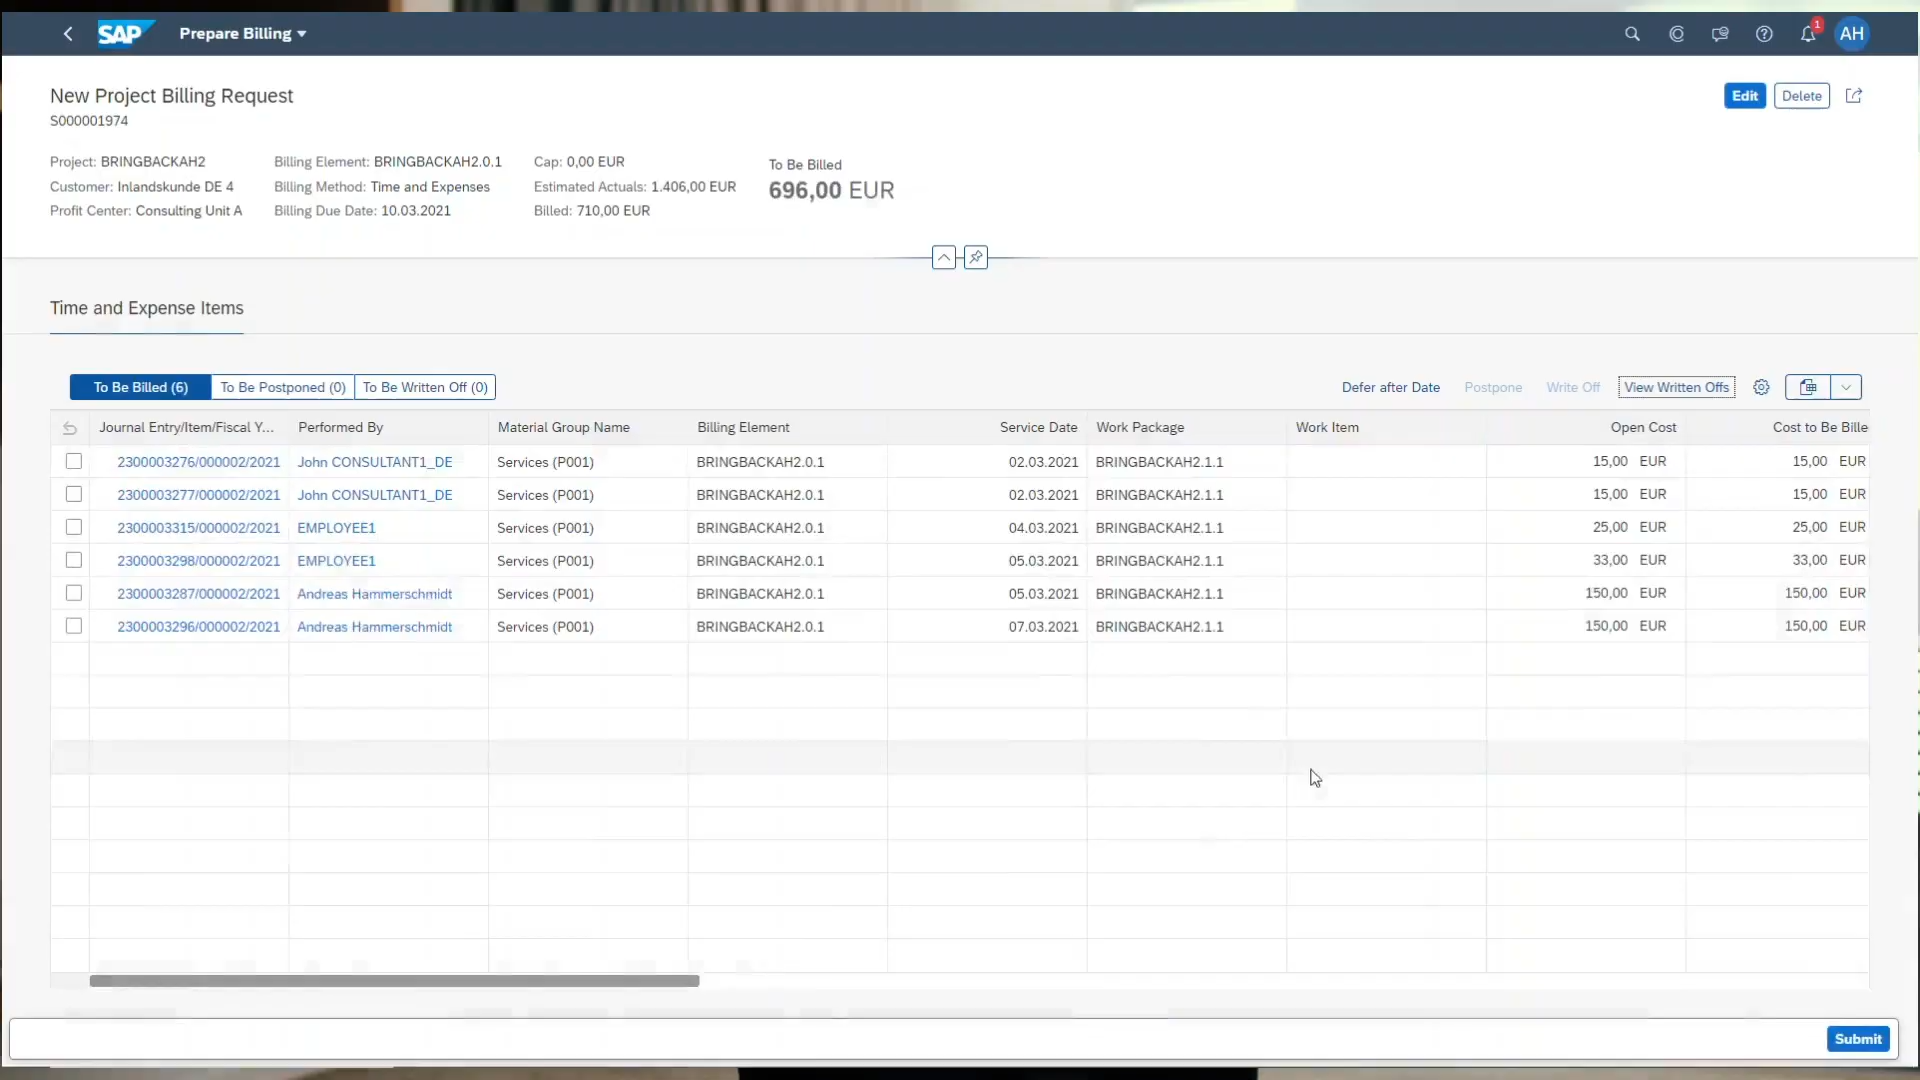 SAP Prepare Billing 1 AH
New Project Billing Request Edit Delete
S000001974
Project: BRINGBACKAH2 Billing Element: BRINGBACKAH2.0.1 Cap: 0,00 EUR To Be Billed
Customer: Inlandskunde DE 4 Billing Method: Time and Expenses Estimated Actuals: 1.406,00 EUR 696,00 EUR
Profit Center: Consulting Unit A Billing Due Date: 10.03.2021 Billed: 710,00 EUR
Time and Expense Items
To Be Billed (6) To Be Postponed (0) To Be Written Off (0) Defer after Date Postpone Write Off View Written Offs
Journal Entry/Item/Fiscal Y... Performed By Material Group Name Billing Element Service Date Work Package Work Item Open Cost Cost to Be Bille
2300003276/000002/2021 John CONSULTANT1_DE Services (P001) BRINGBACKAH2.0.1 02.03.2021 BRINGBACKAH2.1.1 15,00 EUR 15,00 EUR
2300003277/000002/2021 John CONSULTANT1_DE Services (P001) BRINGBACKAH2.0.1 02.03.2021 BRINGBACKAH2.1.1 15,00 EUR 15,00 EUR
2300003315/000002/2021 EMPLOYEE1 Services (P001) BRINGBACKAH2.0.1 04.03.2021 BRINGBACKAH2.1.1 25,00 EUR 25,00 EUR
2300003298/000002/2021 EMPLOYEE1 Services (P001) BRINGBACKAH2.0.1 05.03.2021 BRINGBACKAH2.1.1 33,00 EUR 33,00 EUR
2300003287/000002/2021 Andreas Hammerschmidt Services (P001) BRINGBACKAH2.0.1 05.03.2021 BRINGBACKAH2.1.1 150,00 EUR 150,00 EUR
2300003296/000002/2021 Andreas Hammerschmidt Services (P001) BRINGBACKAH2.0.1 07.03.2021 BRINGBACKAH2.1.1 150,00 EUR 150,00 EUR
Submit